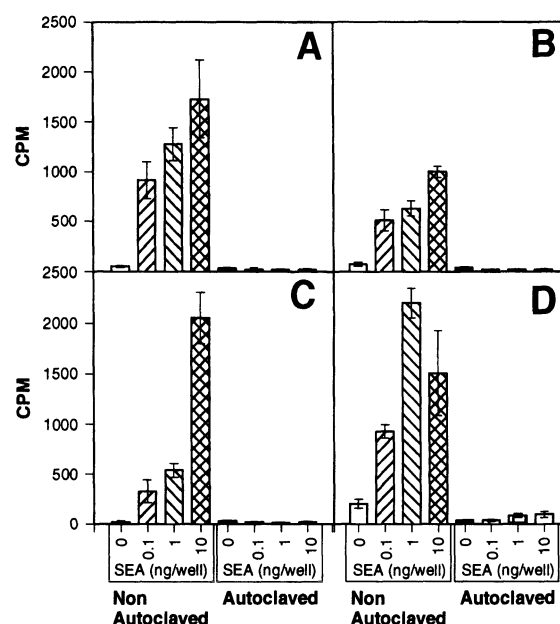 2500
A
B
2000
1500
CPM
1000
500
2500
C
D
2000
1500
CPM
1000
500
0
0 0.1 1 10 0 0.1 1 10 0 0.1 1 10 0 0.1 1 10
SEA (ng/well) SEA (ng/well) SEA (ng/well) SEA (ng/well)
Non Autoclaved Non Autoclaved
Autoclaved Autoclaved